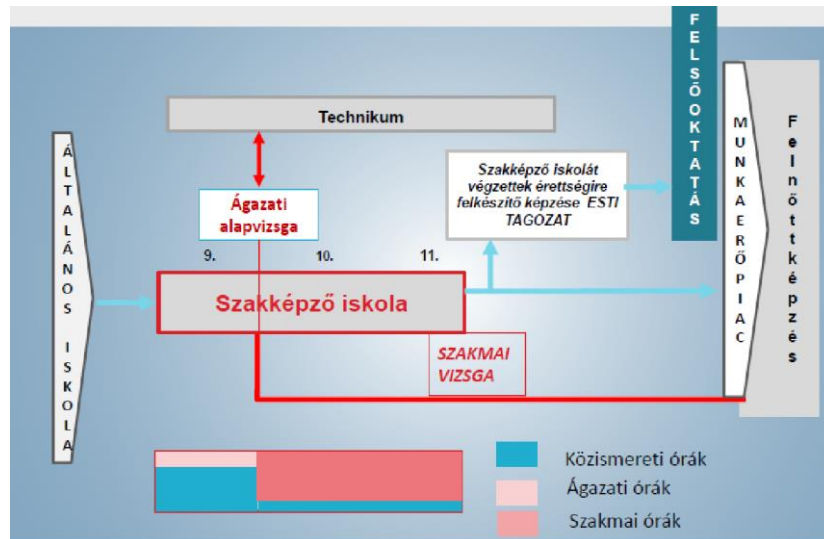 FELSŐOKTATÁS
Technikum
ÁLTALÁNOS ISKOLA
MUNKAERŐPIAC
Felnőttképzés
Szakképző iskolát
végzettek érettségire
felkészítő képzése ESTI
TAGOZAT
Ágazati
alapvizsga
9.
10.
11.
Szakképző iskola
SZAKMAI
VIZSGA
Közismereti órák
Ágazati órák
Szakmai órák